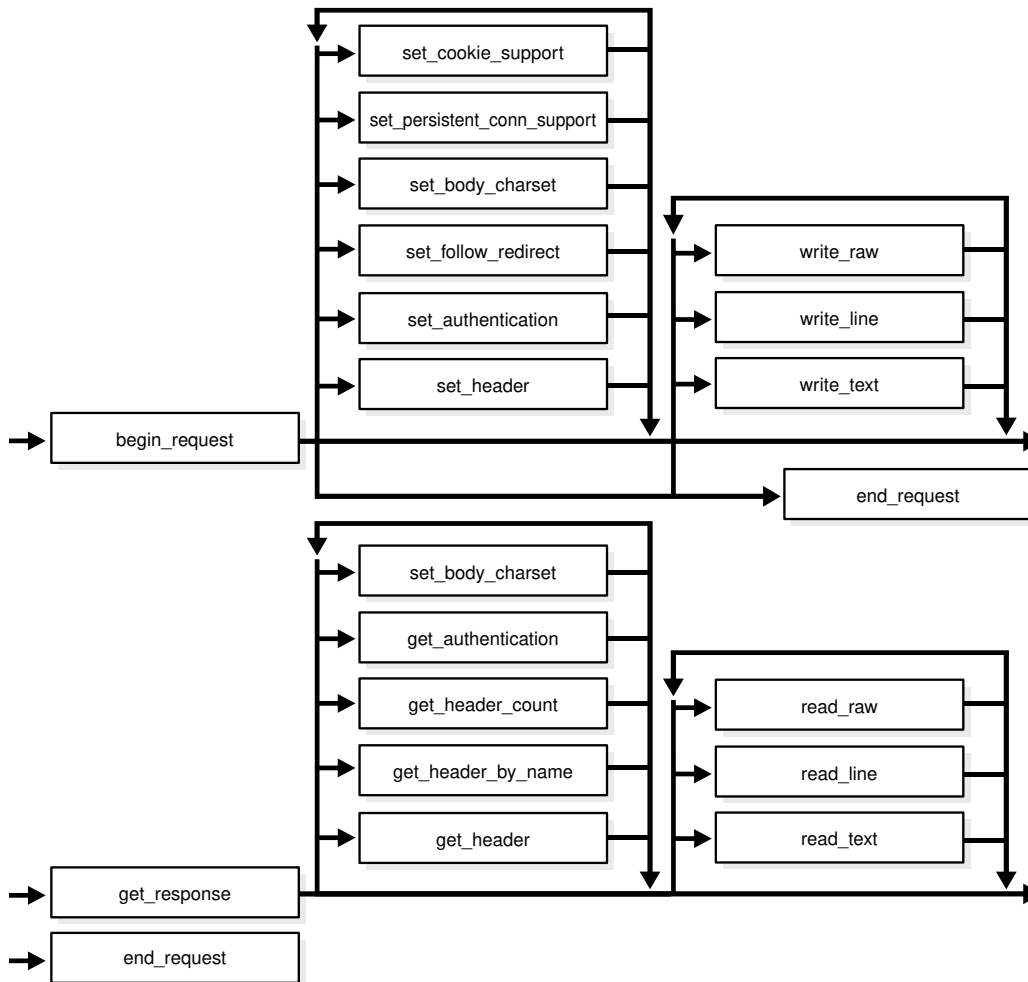 set_cookie_support
set_persistent_conn_support
set_body_charset
set_follow_redirect
set_authentication
set_header
write_raw
write_line
write_text
begin_request
end_request
set_body_charset
get_authentication
get_header_count
get_header_by_name
get_header
read_raw
read_line
read_text
get_response
end_request